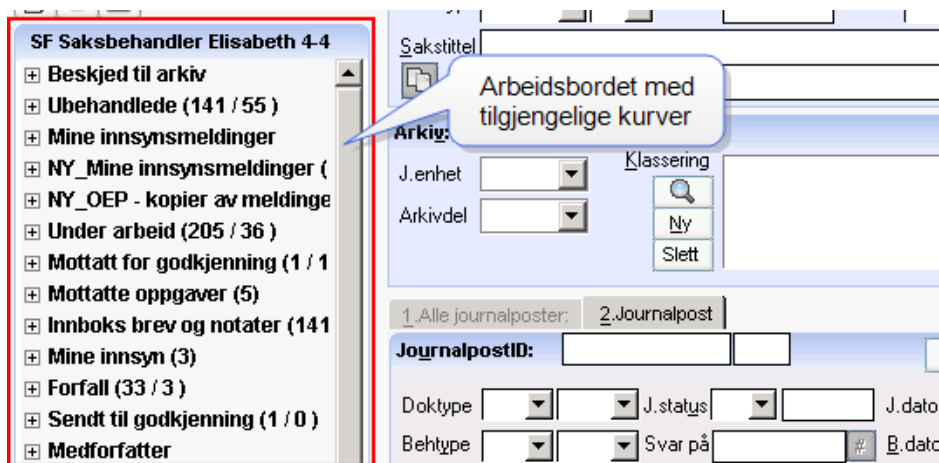 SF Saksbehandler Elisabeth 4-4
Beskjed til arkiv
Ubehandlede (141 / 55 )
Mine innsynsmeldinger
NY_Mine innsynsmeldinger (
NY_OEP - kopier av meldinge
Under arbeid (205 / 36 )
Mottatt for godkjenning (1 / 1
Mottatte oppgaver (5)
Innboks brev og notater (141
Mine innsyn (3)
Forfall (33 / 3 )
Sendt til godkjenning (1 / 0 )
Medforfatter
Sakstittel
Arbeidsbordet med
tilgjengelige kurver
Arkiv:
J.enhet
Klassering
Arkivdel
Ny
Slett
1.Alle journalposter:
2.Journalpost
JournalpostID:
Doktype
J.status
J.dato
Behtype
Svar på
#
B.dato